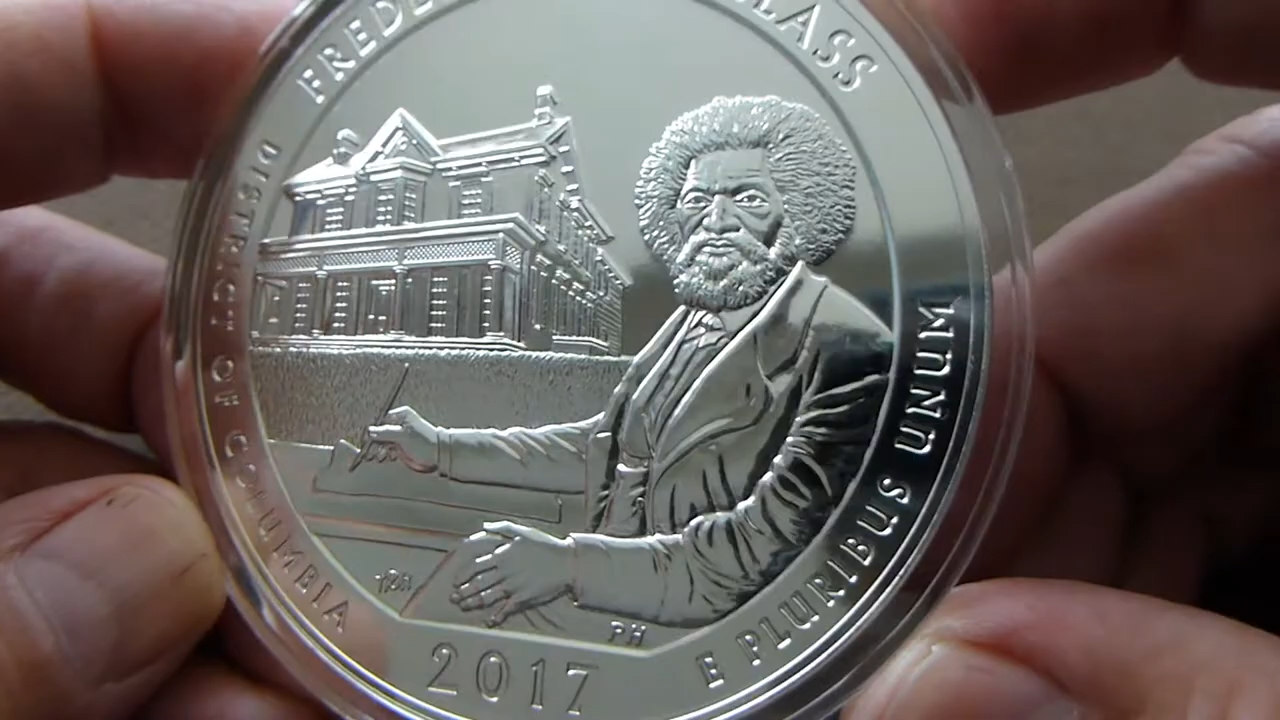 FREDE
LASS
DISTRICT OF COLUMBIA
E PLURIBUS UNUM
PH
2017